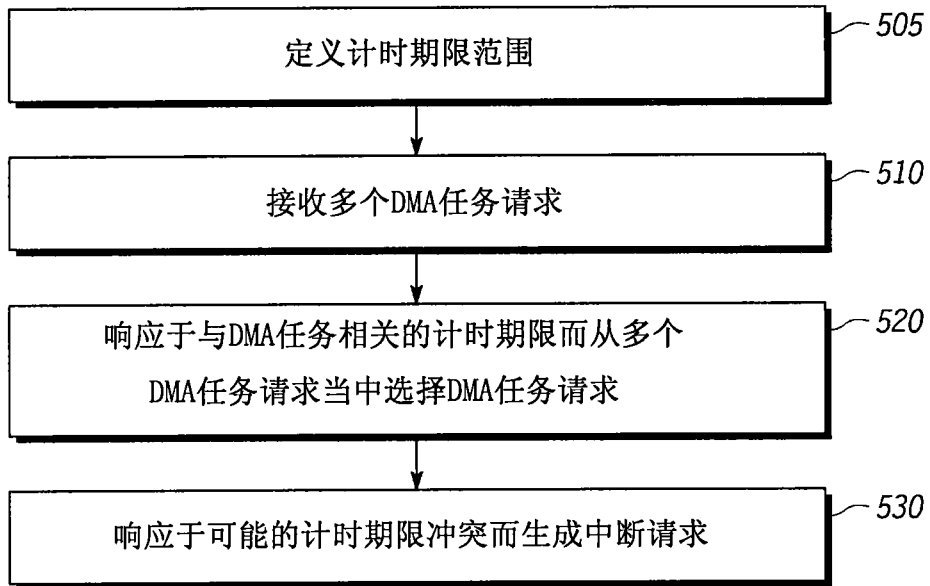 定义计时期限范围
505
接收多个DMA任务请求
510
响应于与DMA任务相关的计时期限而从多个
DMA任务请求当中选择DMA任务请求
520
响应于可能的计时期限冲突而生成中断请求
530